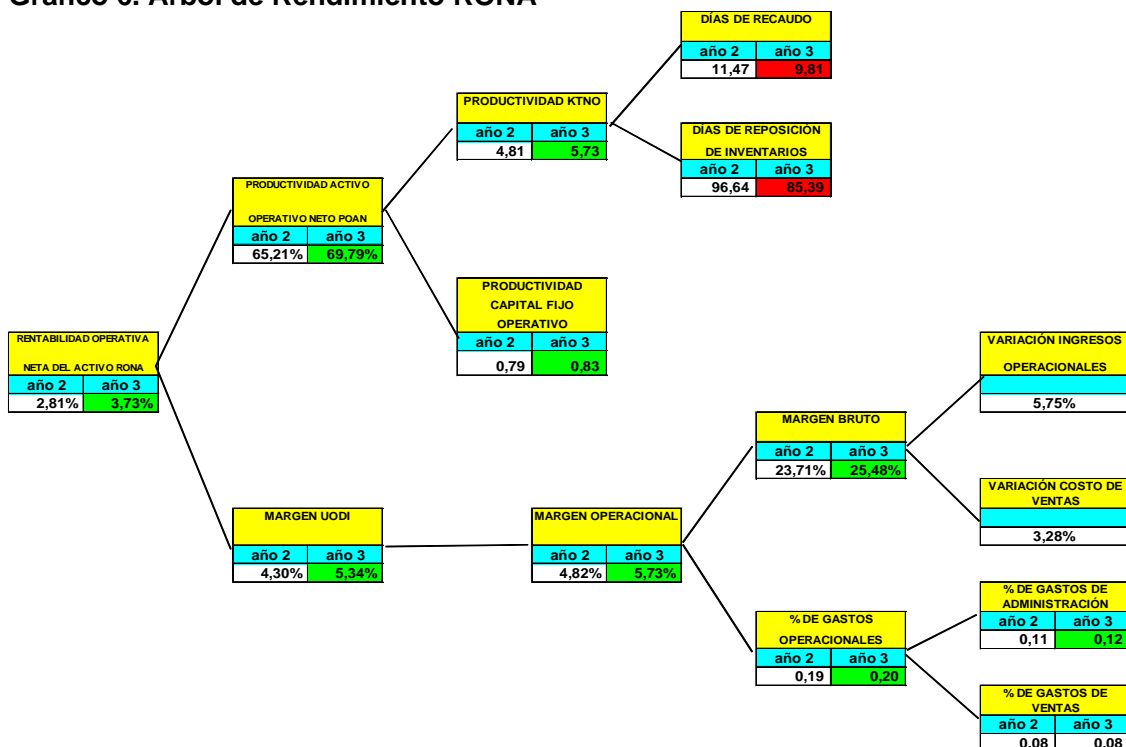 Gráfico 6. Árbol de Rendimiento RONA
DÍAS DE RECAUDO
año 2 año 3
11,47 9,81
PRODUCTIVIDAD KTNO
año 2 año 3
4,81 5,73
DÍAS DE REPOSICIÓN
DE INVENTARIOS
año 2 año 3
96,64 85,39
PRODUCTIVIDAD ACTIVO
OPERATIVO NETO POAN
año 2 año 3
65,21% 69,79%
PRODUCTIVIDAD
CAPITAL FIJO
OPERATIVO
año 2 año 3
0,79 0,83
RENTABILIDAD OPERATIVA
NETA DEL ACTIVO RONA
año 2 año 3
2,81% 3,73%
VARIACIÓN INGRESOS
OPERACIONALES
5,75%
MARGEN BRUTO
año 2 año 3
23,71% 25,48%
VARIACIÓN COSTO DE
VENTAS
3,28%
MARGEN UODI
año 2 año 3
4,30% 5,34%
MARGEN OPERACIONAL
año 2 año 3
4,82% 5,73%
% DE GASTOS DE
ADMINISTRACIÓN
año 2 año 3
0,11 0,12
% DE GASTOS
OPERACIONALES
año 2 año 3
0,19 0,20
% DE GASTOS DE
VENTAS
año 2 año 3
0,08 0,08